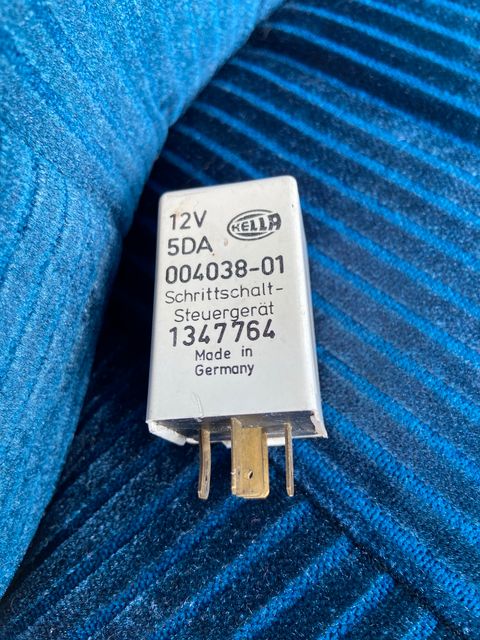 12V
HELLA
5DA
004038-01
Schrittschalt-
Steuergerät
1347764
Made in
Germany